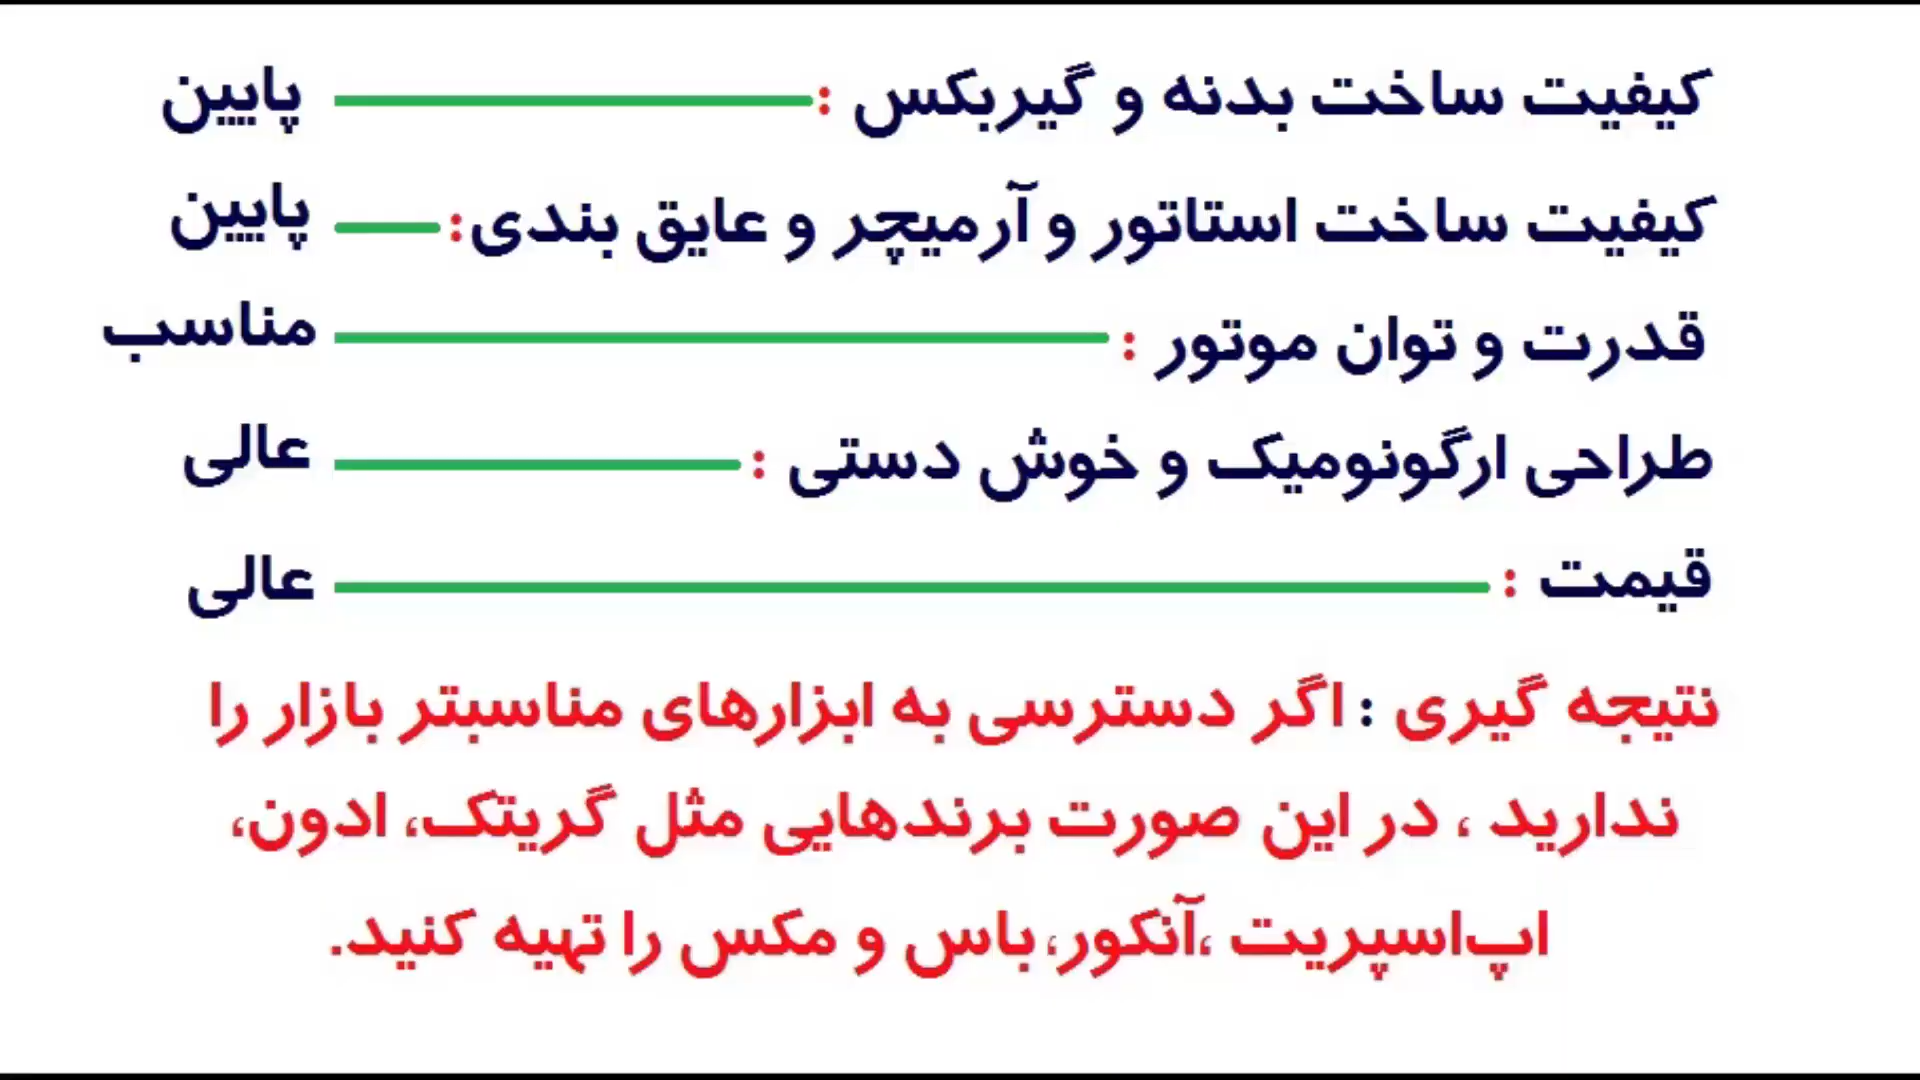 کیفیت ساخت بدنه و گیربکس : پایین
کیفیت ساخت استاتور و آرمیچر و عایق بندی: پایین
قدرت و توان موتور : مناسب
طراحی ارگونومیک و خوش دستی : عالی
قیمت : عالی
نتیجه گیری : اگر دسترسی به ابزارهای مناسبتر بازار را
ندارید ، در این صورت برندهایی مثل گریتک، ادون،
اپ‌اسپریت ،آنکور، باس و مکس را تهیه کنید.